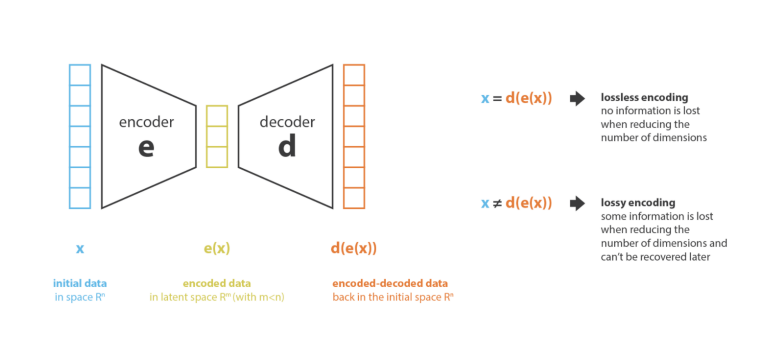 encoder
e
decoder
d
x
e(x)
d(e(x))
initial data
in space Rⁿ
encoded data
in latent space Rᵐ (with m<n)
encoded-decoded data
back in the initial space Rⁿ
x = d(e(x))
lossless encoding
no information is lost
when reducing the
number of dimensions
x ≠ d(e(x))
lossy encoding
some information is lost
when reducing the
number of dimensions and
can't be recovered later